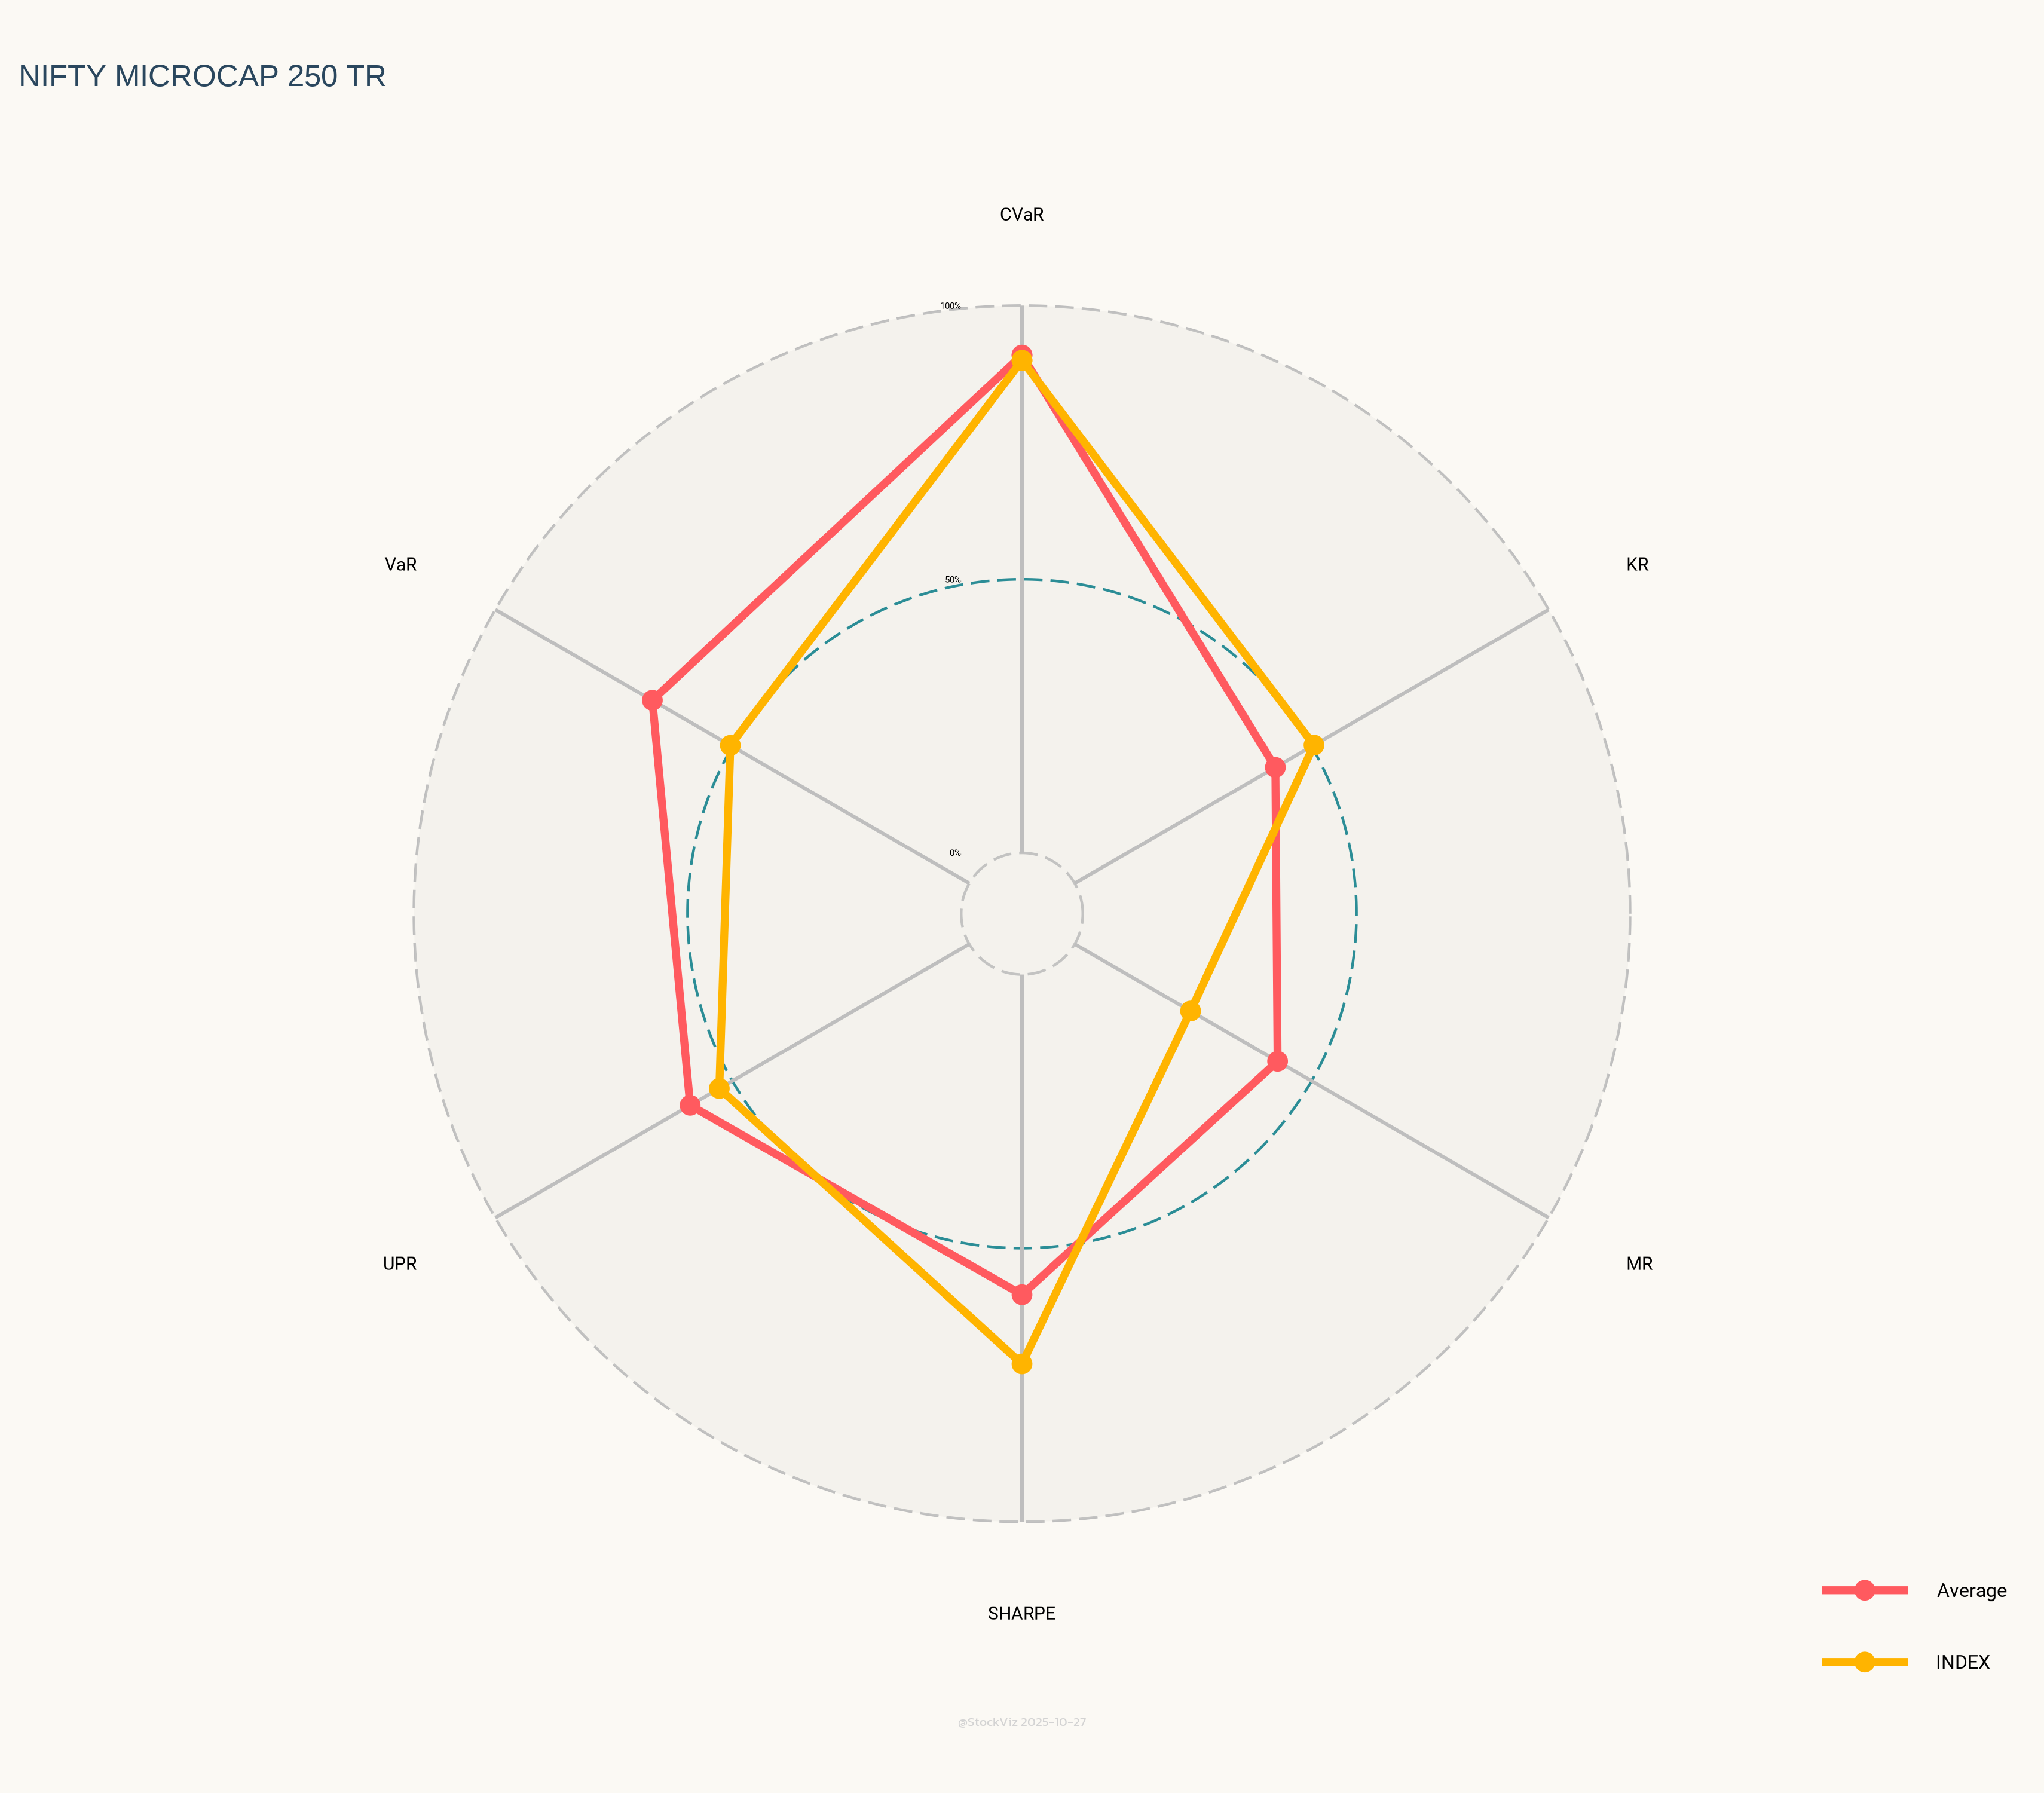 NIFTY MICROCAP 250 TR
CVaR
100%
VaR
KR
50%
0%
UPR
MR
SHARPE
Average
INDEX
@StockViz 2025-10-27